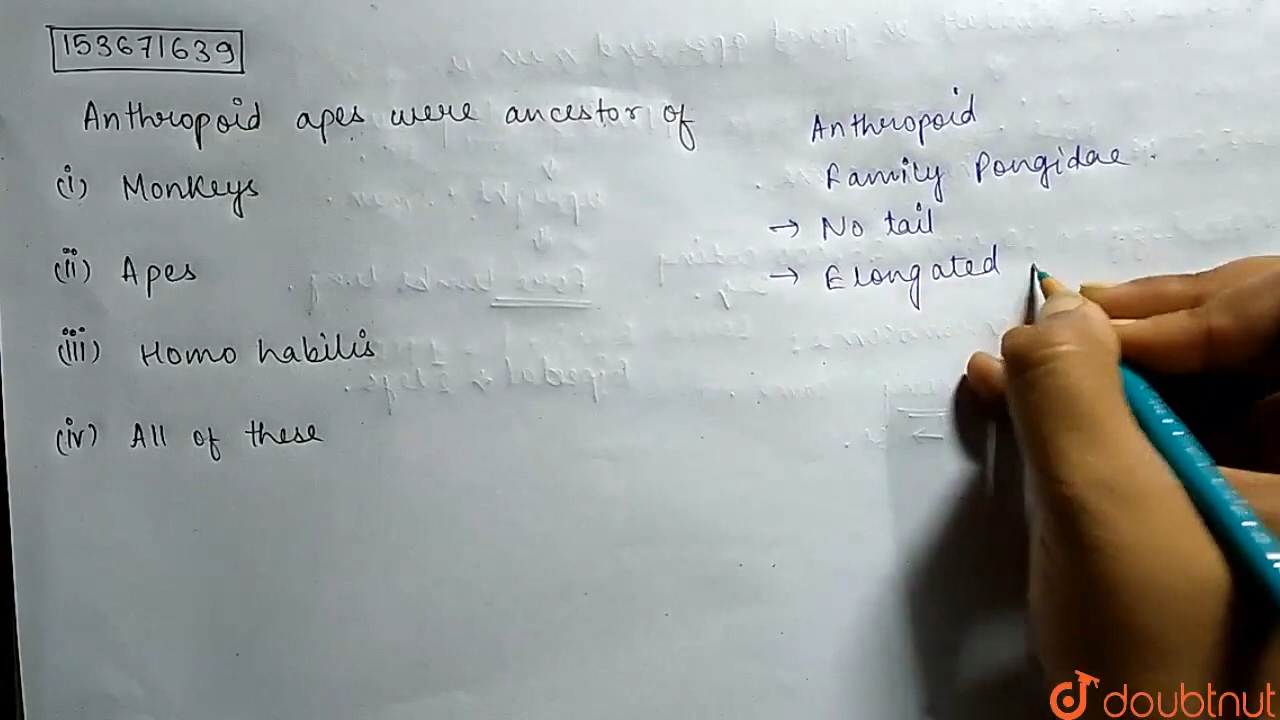 153671639
Anthropoid apes were ancestor of
(i) Monkeys
(ii) Apes
(iii) Homo habilis
(iv) All of these
Anthropoid
Family Pongidae.
→ No tail
→ Elongated
doubtnut